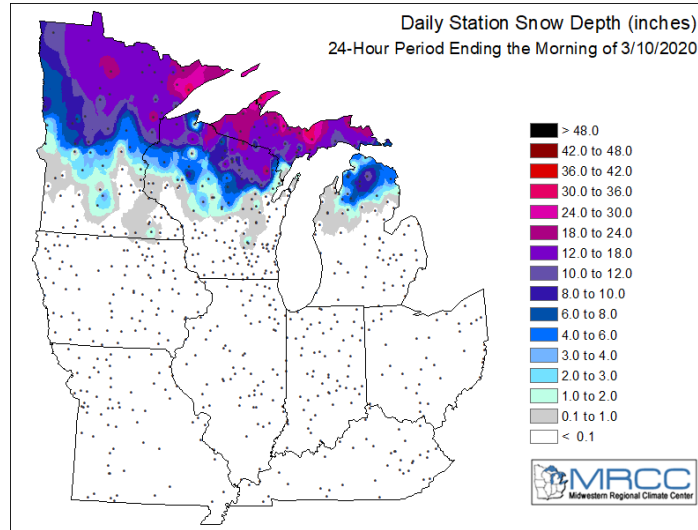 Daily Station Snow Depth (inches)
24-Hour Period Ending the Morning of 3/10/2020
> 48.0
42.0 to 48.0
36.0 to 42.0
30.0 to 36.0
24.0 to 30.0
18.0 to 24.0
12.0 to 18.0
10.0 to 12.0
8.0 to 10.0
6.0 to 8.0
4.0 to 6.0
3.0 to 4.0
2.0 to 3.0
1.0 to 2.0
0.1 to 1.0
< 0.1
MRCC
Midwestern Regional Climate Center